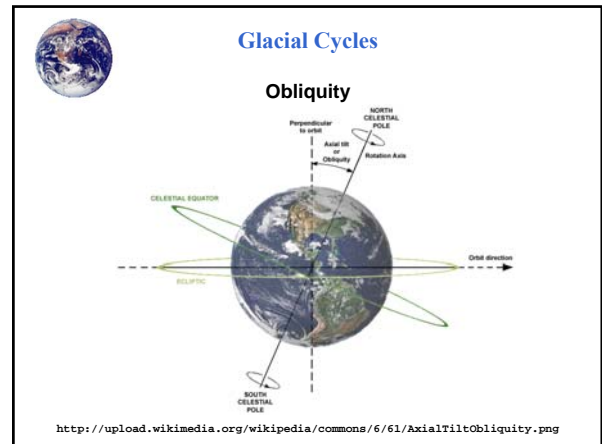 Glacial Cycles
Obliquity
NORTH
CELESTIAL
POLE
Perpendicular
to orbit
Axial tilt
or
Obliquity
Rotation Axis
CELESTIAL EQUATOR
Orbit direction
ECLIPTIC
SOUTH
CELESTIAL
POLE
http://upload.wikimedia.org/wikipedia/commons/6/61/AxialTiltObliquity.png